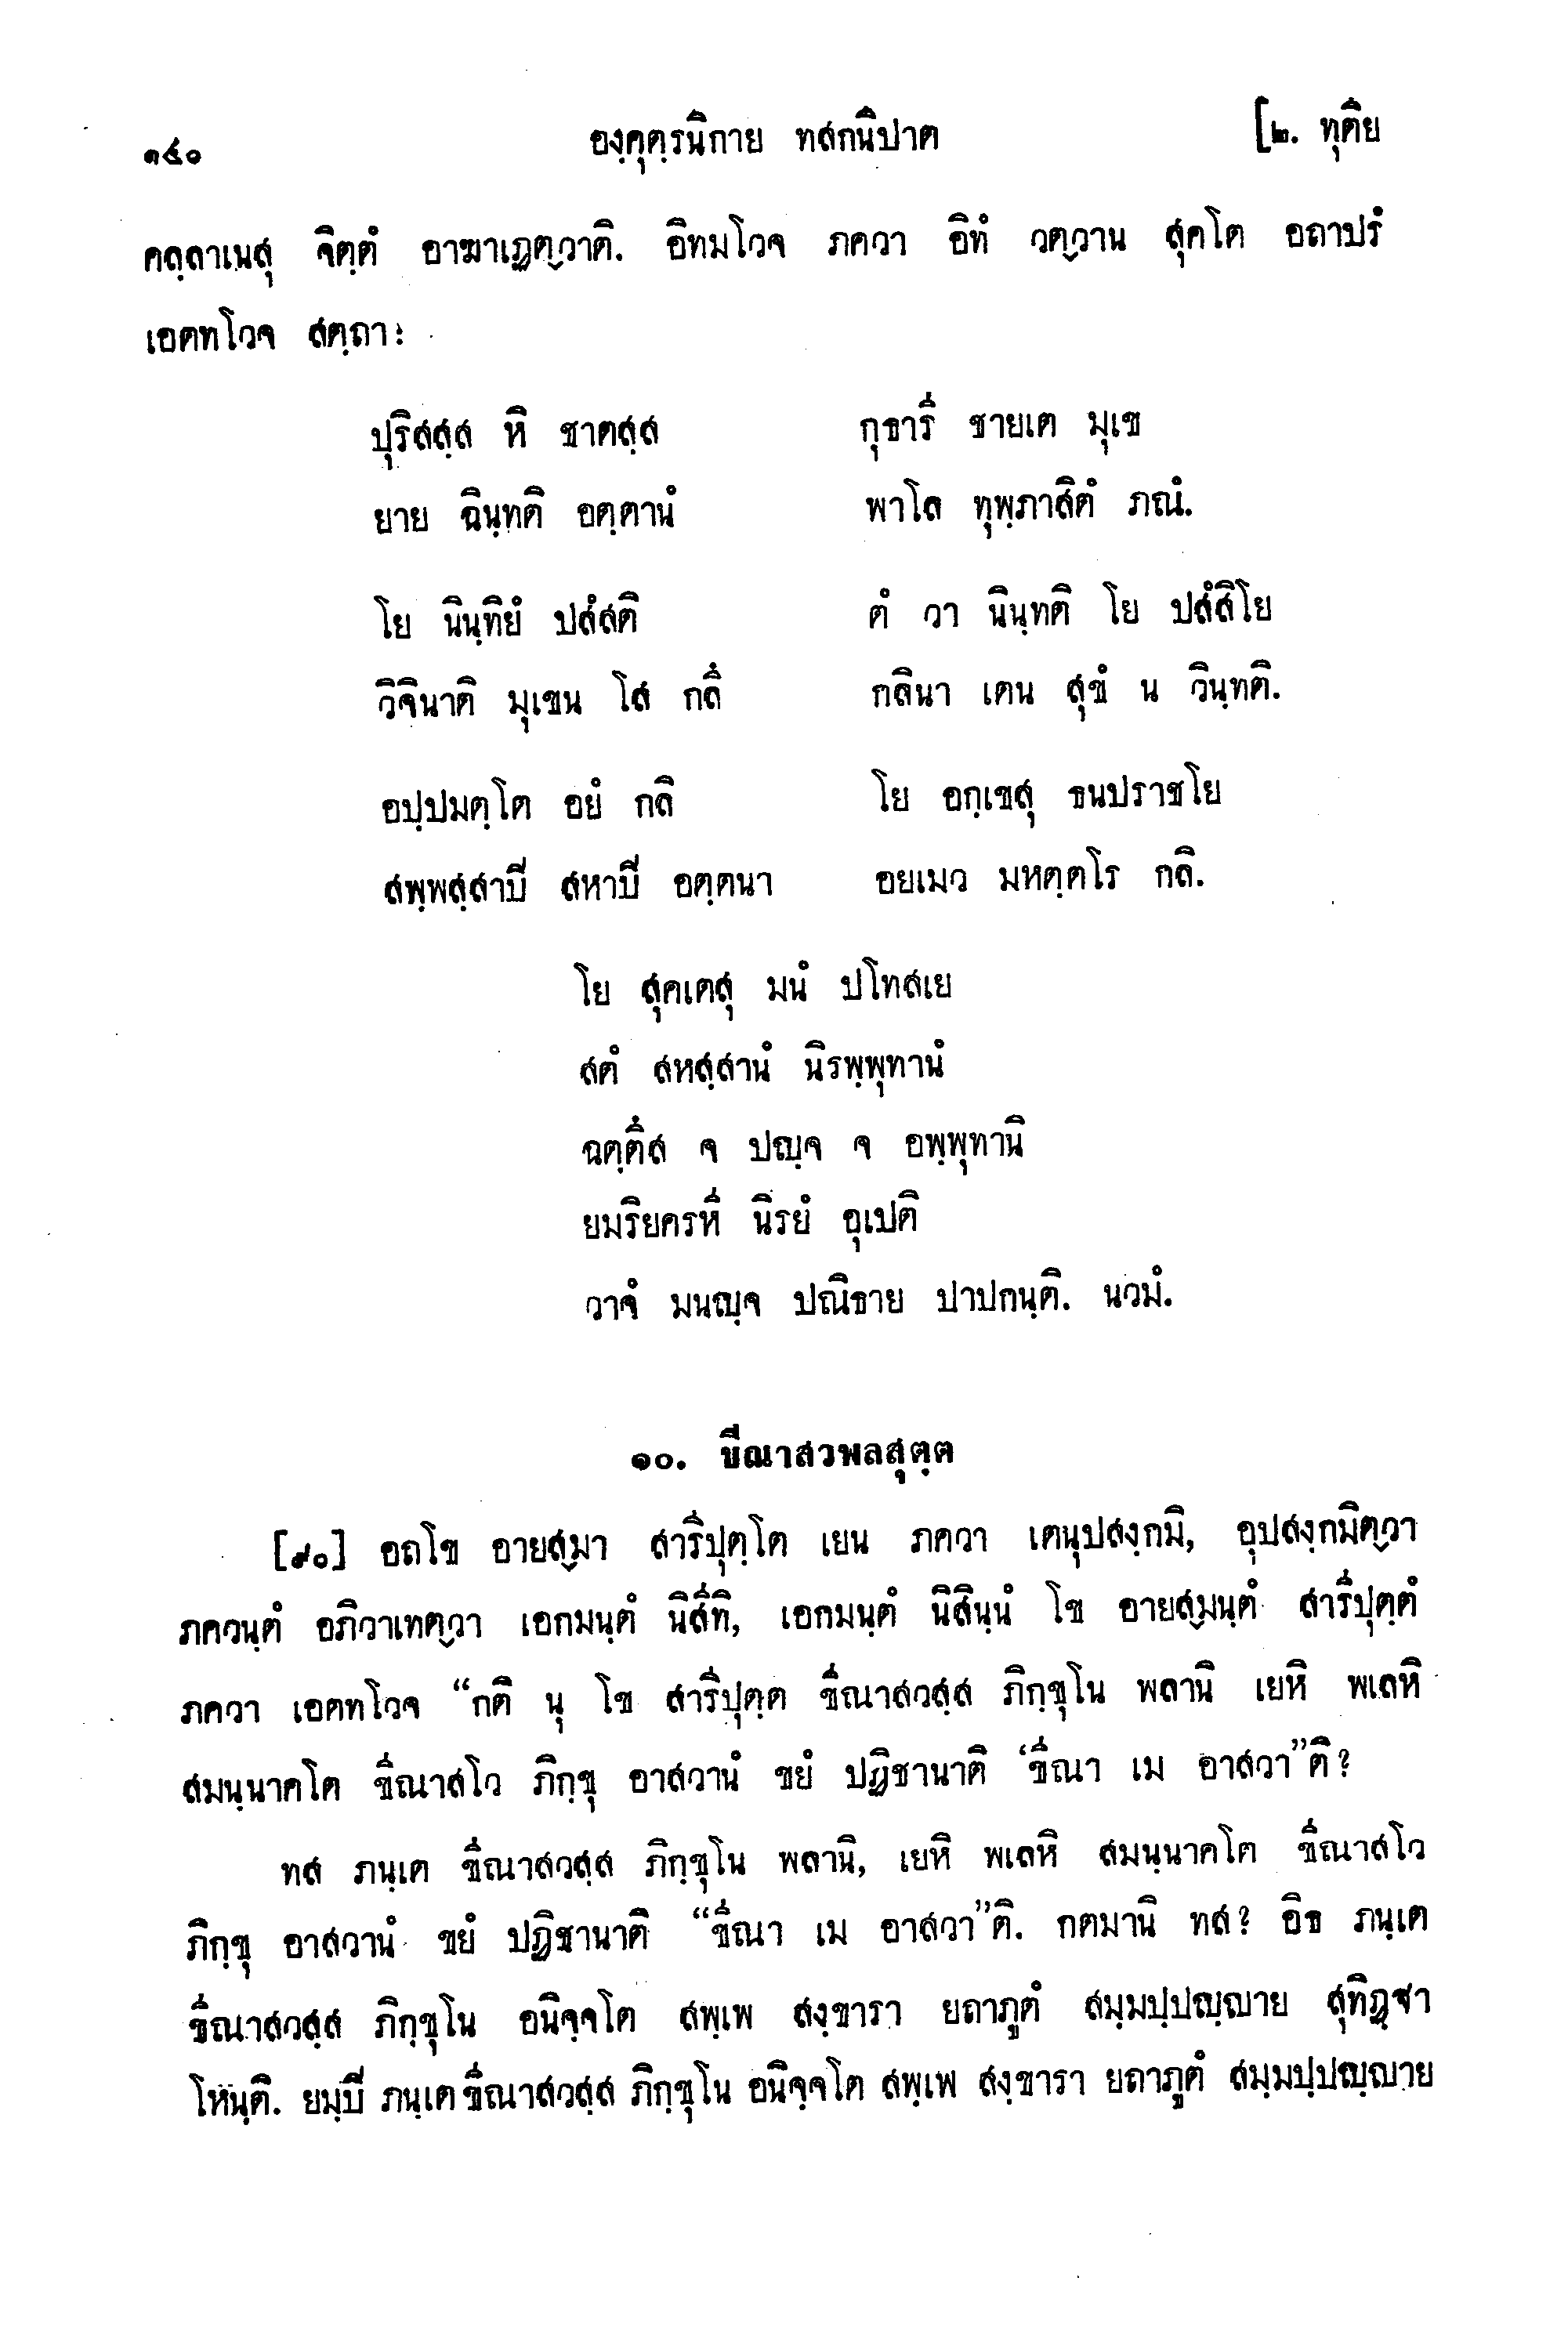 ๑๕๐ องฺคุตฺรนิกาย ทสกนิปาต [๒. ทุติย
คลฺลาเนสุ จิตฺตํ อาฆาเฏตฺวาติ. อิทมโวจ ภควา อิทํ วตฺวาน สุคโต อถาปรํ
เอตทโวจ สตฺถา:
ปุริสสฺส หิ ชาตสฺส กุธารี ชายเต มุเข
ยาย ฉินฺทติ อตฺตานํ พาโล ทุพฺภาสิตํ ภณํ.
โย นินฺทิยํ ปสํสติ ตํ วา นินฺทติ โย ปสํสิโย
วิจินาติ มุเขน โส กลึ กลินา เตน สุขํ น วินฺทติ.
อปฺปมตฺโต อยํ กลิ โย อกฺเขสุ ธนปราชโย
สพฺพสฺสาปิ สหาปิ อตฺตนา อยเมว มหตฺตโร กลิ.
โย สุคเตสุ มนํ ปโทสเย
สตํ สหสฺสานํ นิรพฺพุทานํ
ฉตฺตึส จ ปญฺจ จ อพฺพุทานิ
ยมริยครหี นิรยํ อุเปติ
วาจํ มนญฺจ ปณิธาย ปาปกนฺติ. นวมํ.
๑๐. ขีณาสวพลสุตฺต
[๙๐] อถโข อายสฺมา สารีปุตฺโต เยน ภควา เตนุปสงฺกมิ, อุปสงฺกมิตฺวา
ภควนฺตํ อภิวาเทตฺวา เอกมนฺตํ นิสีทิ, เอกมนฺตํ นิสินฺนํ โข อายสฺมนฺตํ สารีปุตฺตํ
ภควา เอตทโวจ “กติ นุ โข สารีปุตฺต ขีณาสวสฺส ภิกฺขุโน พลานิ เยหิ พเลหิ
สมนฺนาคโต ขีณาสโว ภิกฺขุ อาสวานํ ขยํ ปฏิชานาติ ‘ขีณา เม อาสวา”ติ?
ทส ภนฺเต ขีณาสวสฺส ภิกฺขุโน พลานิ, เยหิ พเลหิ สมนฺนาคโต ขีณาสโว
ภิกฺขุ อาสวานํ ขยํ ปฏิชานาติ “ขีณา เม อาสวา”ติ. กตมานิ ทส? อิธ ภนฺเต
ขีณาสวสฺส ภิกฺขุโน อนิจฺจโต สพฺเพ สงฺขารา ยถาภูตํ สมฺมปฺปญฺญาย สุทิฏฺฐา
โหนฺติ. ยมฺปิ ภนฺเต ขีณาสวสฺส ภิกฺขุโน อนิจฺจโต สพฺเพ สงฺขารา ยถาภูตํ สมฺมปฺปญฺญาย